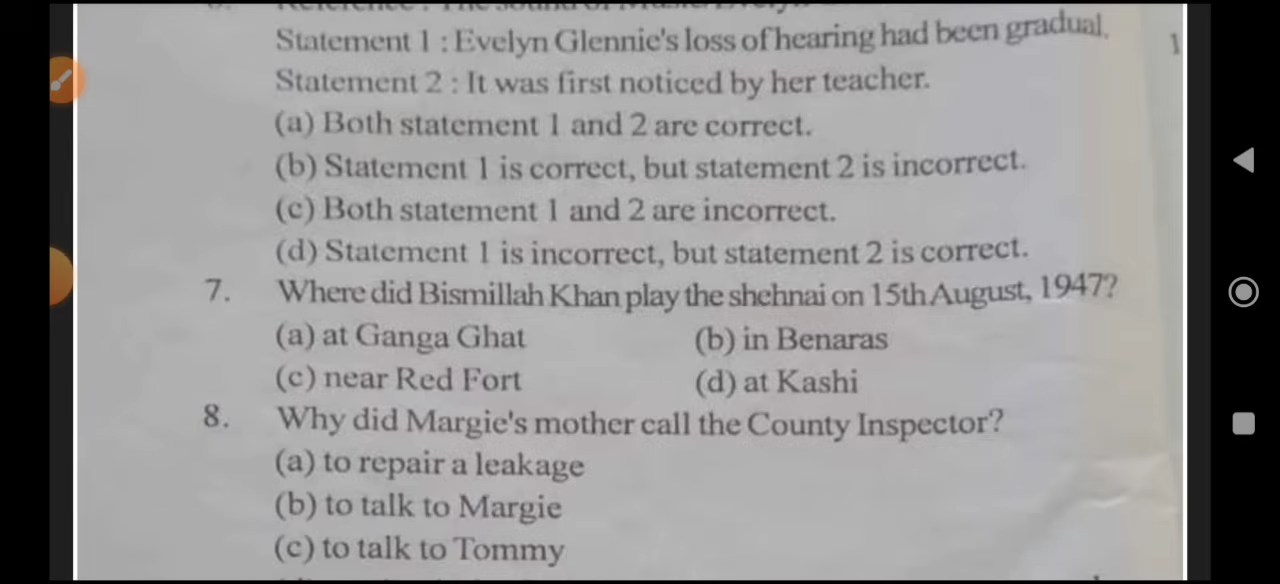 Statement 1 : Evelyn Glennie's loss of hearing had been gradual.
1
Statement 2 : It was first noticed by her teacher.
(a) Both statement 1 and 2 are correct.
(b) Statement 1 is correct, but statement 2 is incorrect.
(c) Both statement 1 and 2 are incorrect.
(d) Statement 1 is incorrect, but statement 2 is correct.
7. Where did Bismillah Khan play the shehnai on 15th August, 1947?
(a) at Ganga Ghat (b) in Benaras
(c) near Red Fort (d) at Kashi
8. Why did Margie's mother call the County Inspector?
(a) to repair a leakage
(b) to talk to Margie
(c) to talk to Tommy